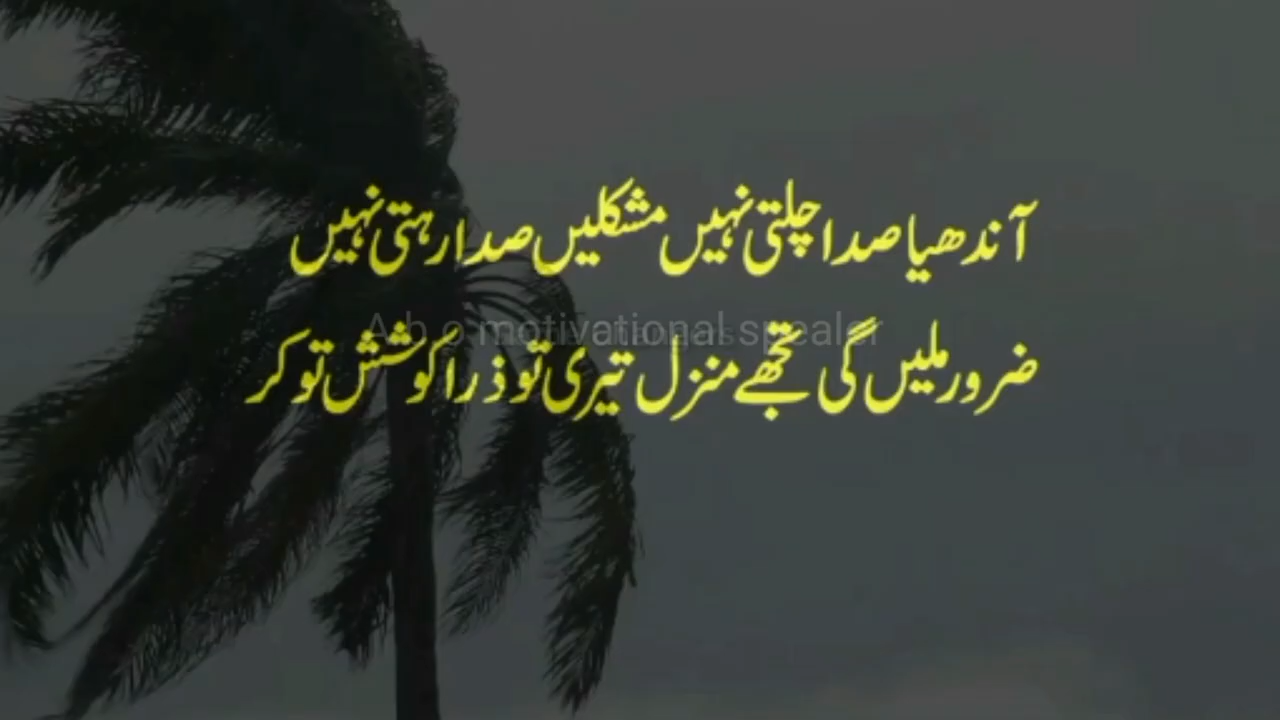 آندھیا صدا چلتی نہیں مشکلیں صدا رہتی نہیں
A b o motivational speaker
ضرور ملیں گی تجھے منزل تیری تو ذرا کوشش تو کر